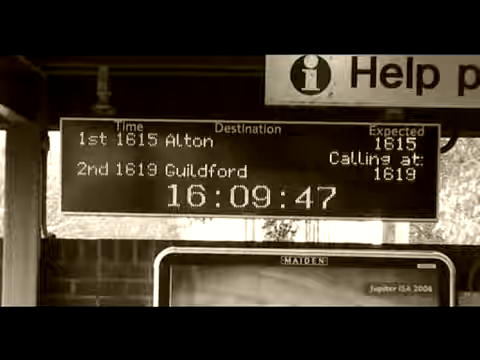 Help p
Time Destination Expected
1st 1615 Alton 1615
Calling at:
2nd 1619 Guildford 1619
16:09:47
MAIDEN
Jupiter ISA 2006